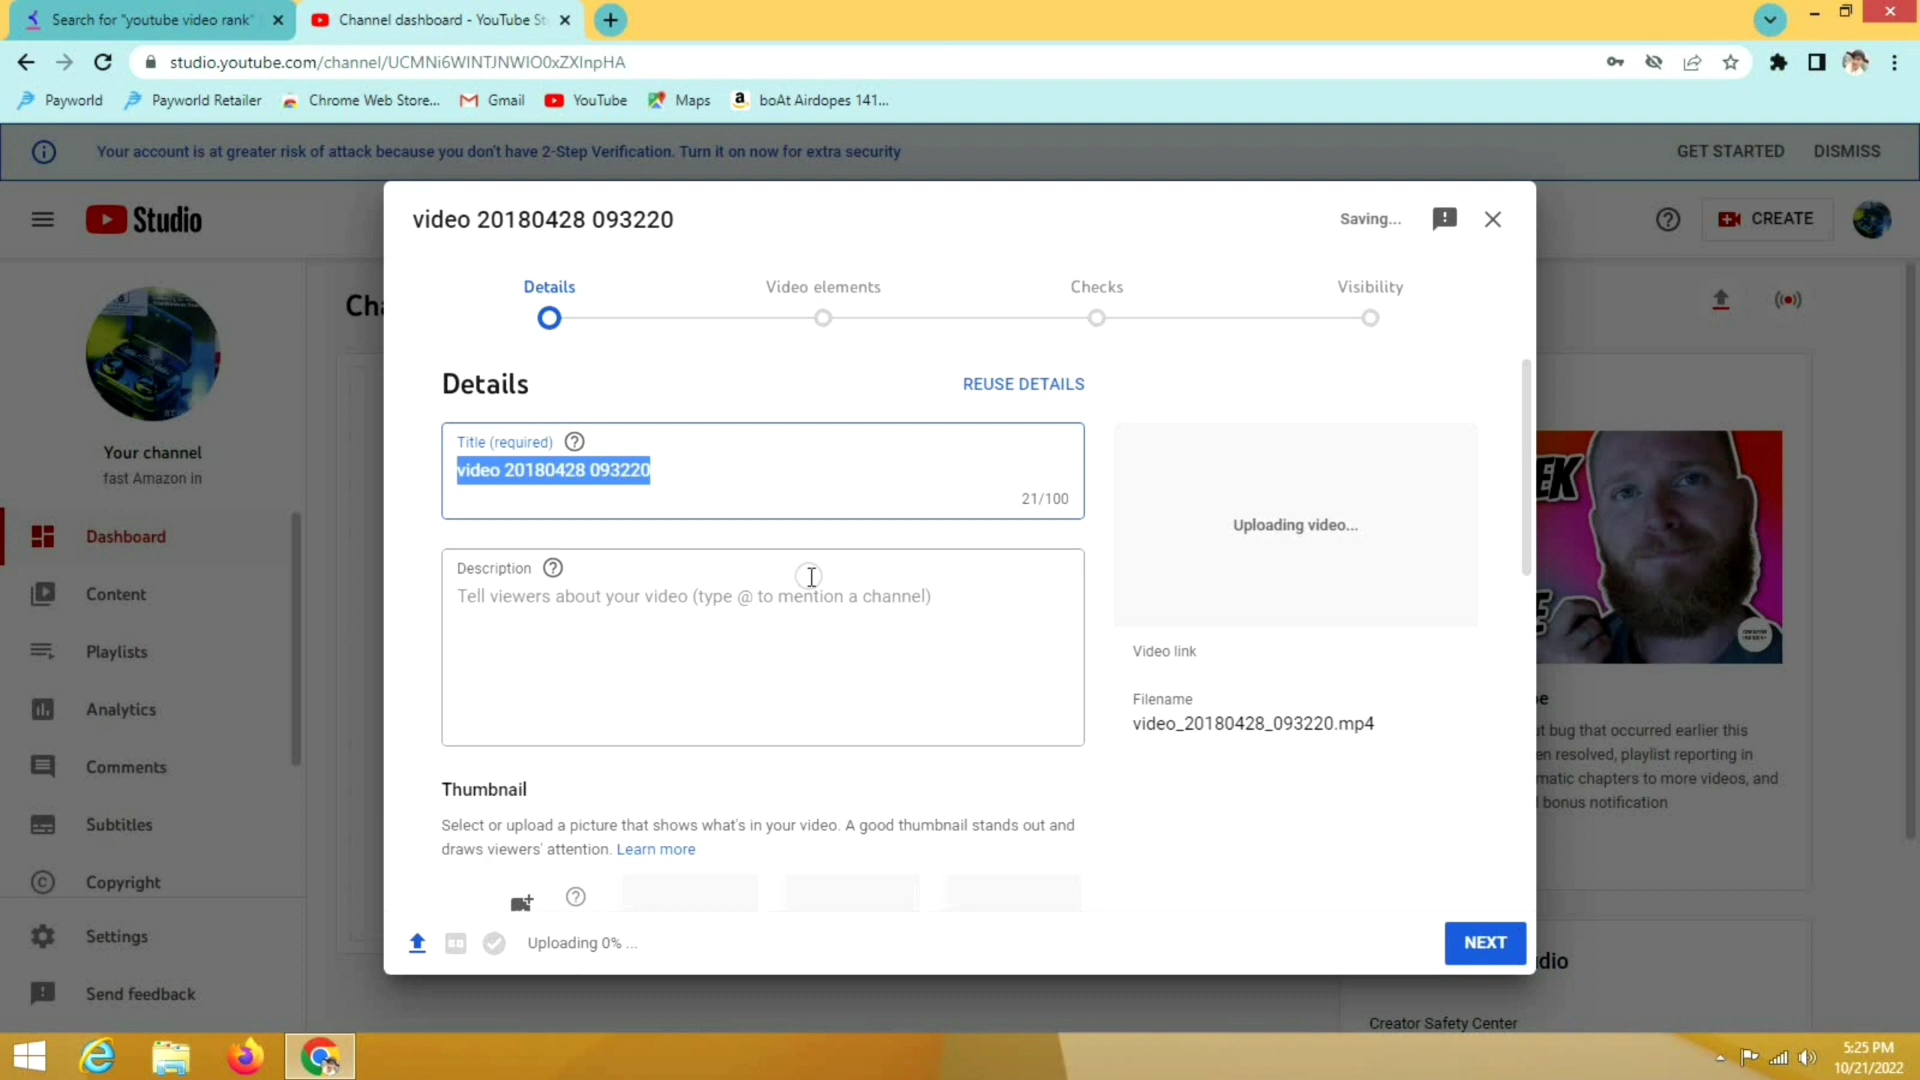 Search for "youtube video rank"
Channel dashboard - YouTube St
studio.youtube.com/channel/UCMNi6WINTJNWIO0xZXInpHA
Payworld
Payworld Retailer
Chrome Web Store...
Gmail
YouTube
Maps
boAt Airdopes 141...
Your account is at greater risk of attack because you don't have 2-Step Verification. Turn it on now for extra security
GET STARTED
DISMISS
Studio
CREATE
Your channel
fast Amazon in
Dashboard
Content
Playlists
Analytics
Comments
Subtitles
Copyright
Settings
Send feedback
video 20180428 093220
Saving...
Details
Video elements
Checks
Visibility
Details
REUSE DETAILS
Title (required)
video 20180428 093220
21/100
Description
Tell viewers about your video (type @ to mention a channel)
Uploading video...
Video link
Filename
video_20180428_093220.mp4
Thumbnail
Select or upload a picture that shows what's in your video. A good thumbnail stands out and
draws viewers' attention. Learn more
Uploading 0% ...
NEXT
t bug that occurred earlier this
en resolved, playlist reporting in
matic chapters to more videos, and
bonus notification
Creator Safety Center
5:25 PM
10/21/2022